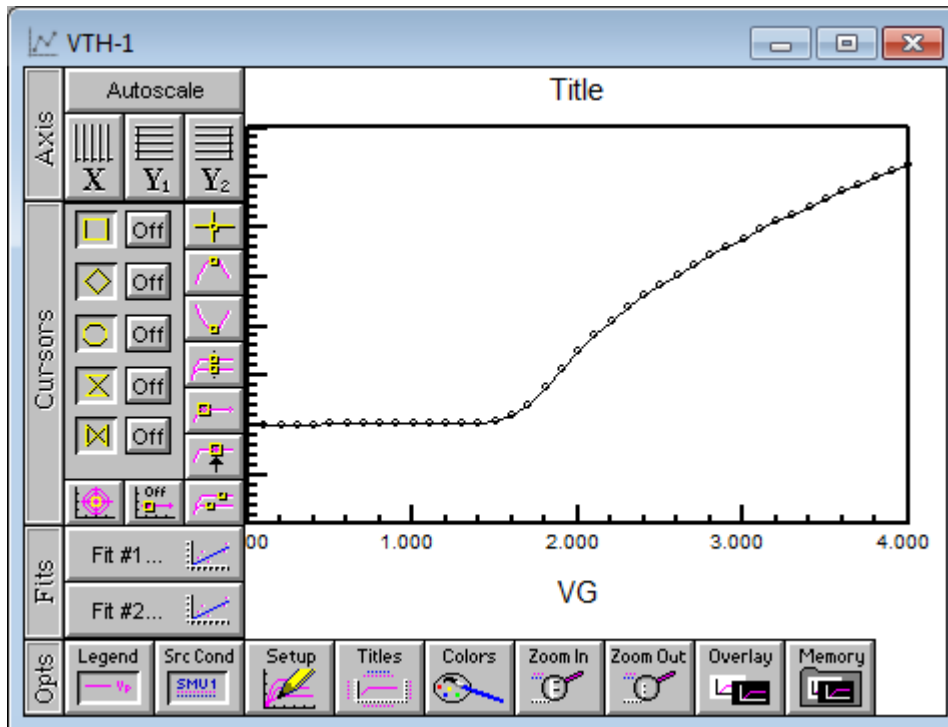 VTH-1
Axis
Autoscale
X
Y₁
Y₂
Title
Cursors
Off
Off
Off
Off
Off
Off
00
1.000
2.000
3.000
4.000
VG
Fits
Fit #1...
Fit #2...
Opts
Legend
Vp
Src Cond
SMU1
Setup
Titles
Colors
Zoom In
Zoom Out
Overlay
Memory